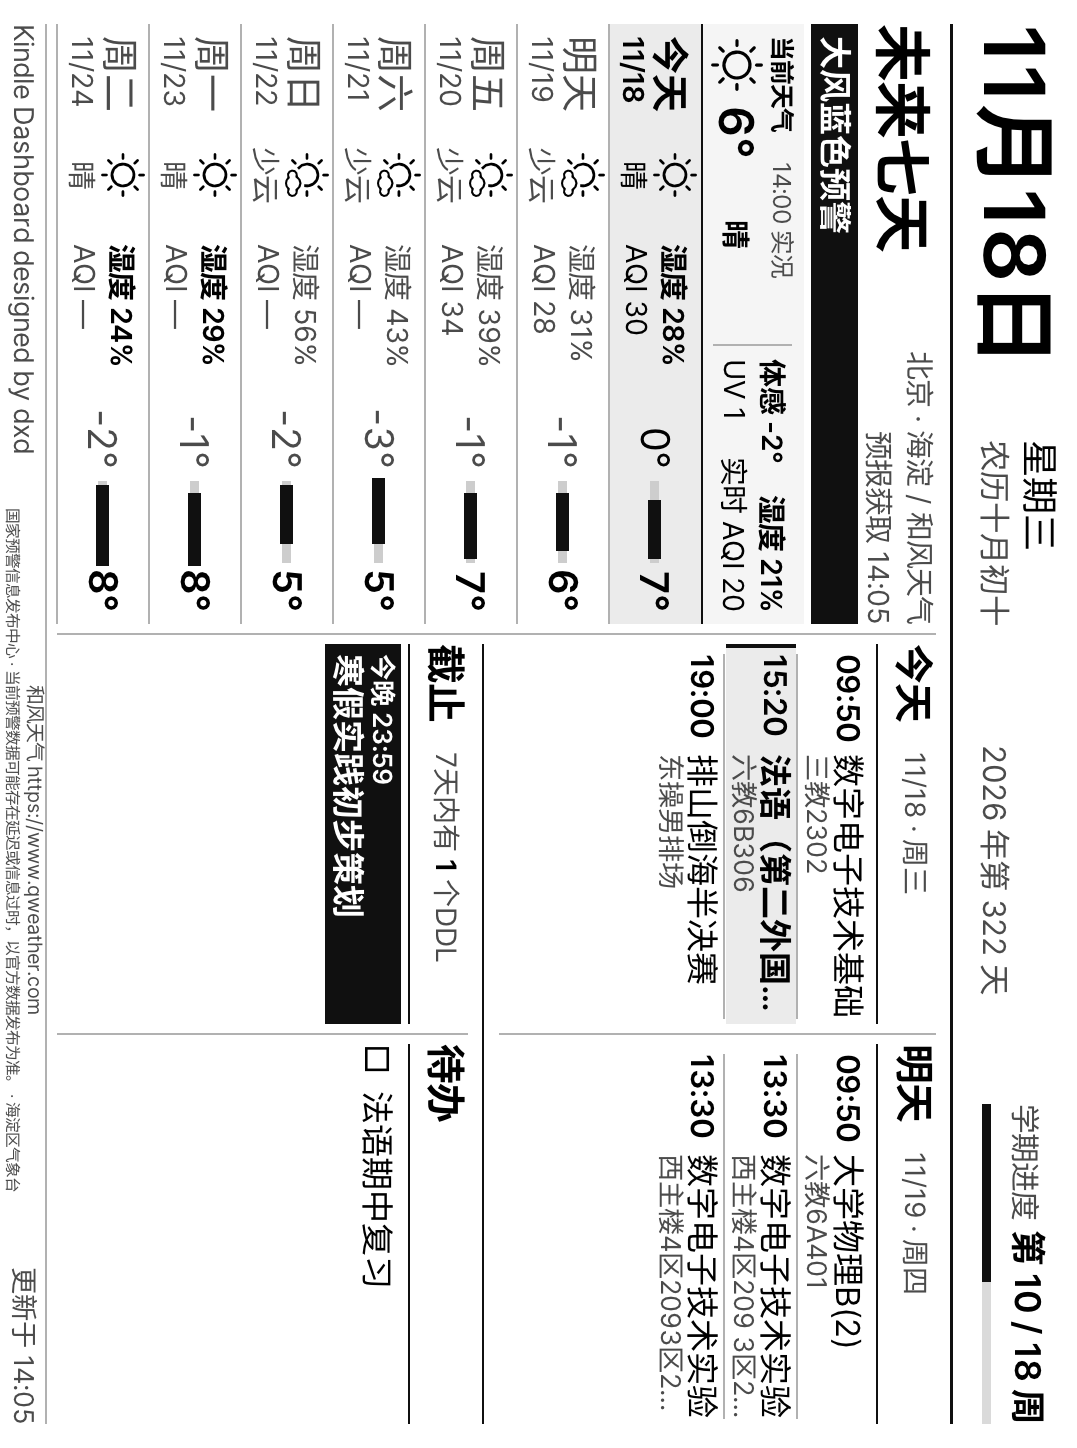 11月18日
星期三
农历十月初十
2026 年第 322 天
学期进度 第 10 / 18 周
未来七天
北京 · 海淀 / 和风天气
预报获取 14:05
大风蓝色预警
当前天气 14:00 实况
6° 晴
体感 -2° 湿度 21%
UV 1 实时 AQI 20
今天 湿度 28% 0° 7°
11/18 晴 AQI 30
明天 湿度 31% -1° 6°
11/19 少云 AQI 28
周五 湿度 39% -1° 7°
11/20 少云 AQI 34
周六 湿度 43% -3° 5°
11/21 少云 AQI —
周日 湿度 56% -2° 5°
11/22 少云 AQI —
周一 湿度 29% -1° 8°
11/23 晴 AQI —
周二 湿度 24% -2° 8°
11/24 晴 AQI —
今天 11/18 · 周三
09:50 数字电子技术基础
三教2302
15:20 法语（第二外国…
六教6B306
19:00 排山倒海半决赛
东操男排场
明天 11/19 · 周四
09:50 大学物理B(2)
六教6A401
13:30 数字电子技术实验
西主楼4区209 3区2…
13:30 数字电子技术实验
西主楼4区2093区2…
截止 7天内有 1 个DDL
今晚 23:59
寒假实践初步策划
待办
法语期中复习
Kindle Dashboard designed by dxd
和风天气 https://www.qweather.com
国家预警信息发布中心 · 当前预警数据可能存在延迟或信息过时，以官方数据发布为准。 · 海淀区气象台
更新于 14:05